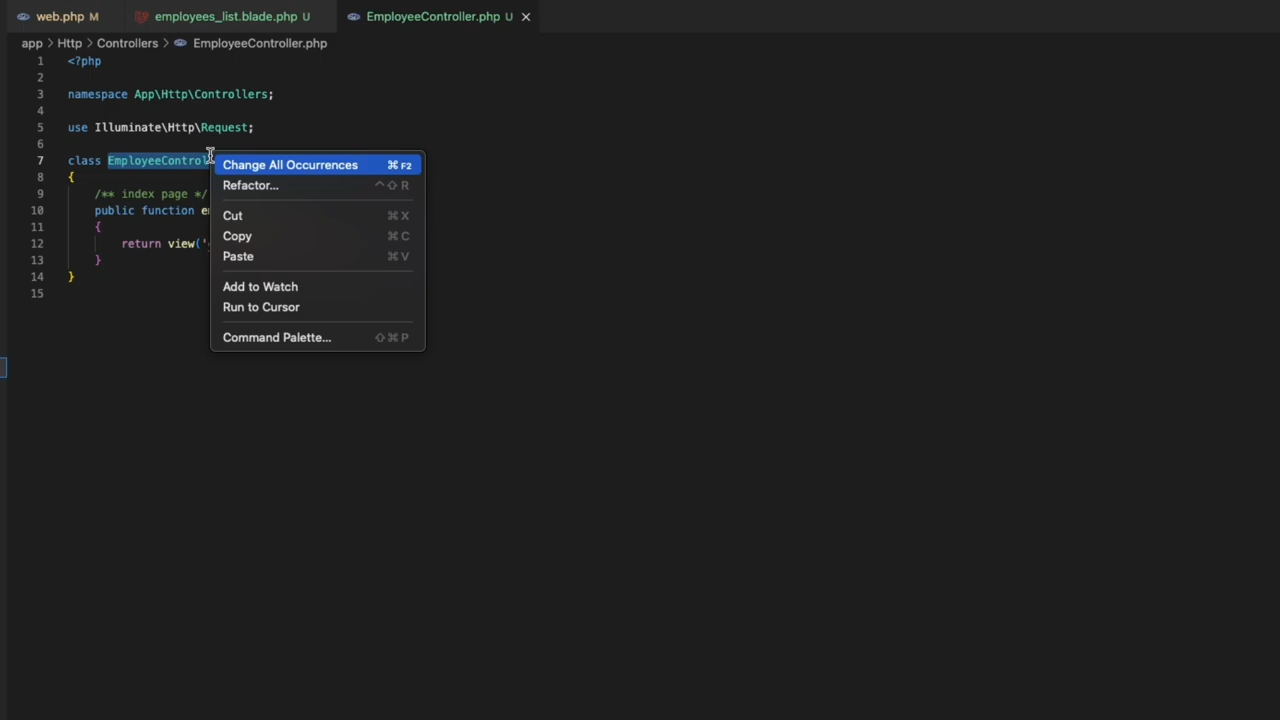 web.php M employees_list.blade.php U EmployeeController.php U
app > Http > Controllers > EmployeeController.php
1 <?php
2
3 namespace App\Http\Controllers;
4
5 use Illuminate\Http\Request;
6
7 class EmployeeControl
8 {
9 /** index page */
10 public function
11 {
12 return view('
13 }
14 }
15
Change All Occurrences ⌘F2
Refactor... ⌃⇧R
Cut ⌘X
Copy ⌘C
Paste ⌘V
Add to Watch
Run to Cursor
Command Palette... ⇧⌘P